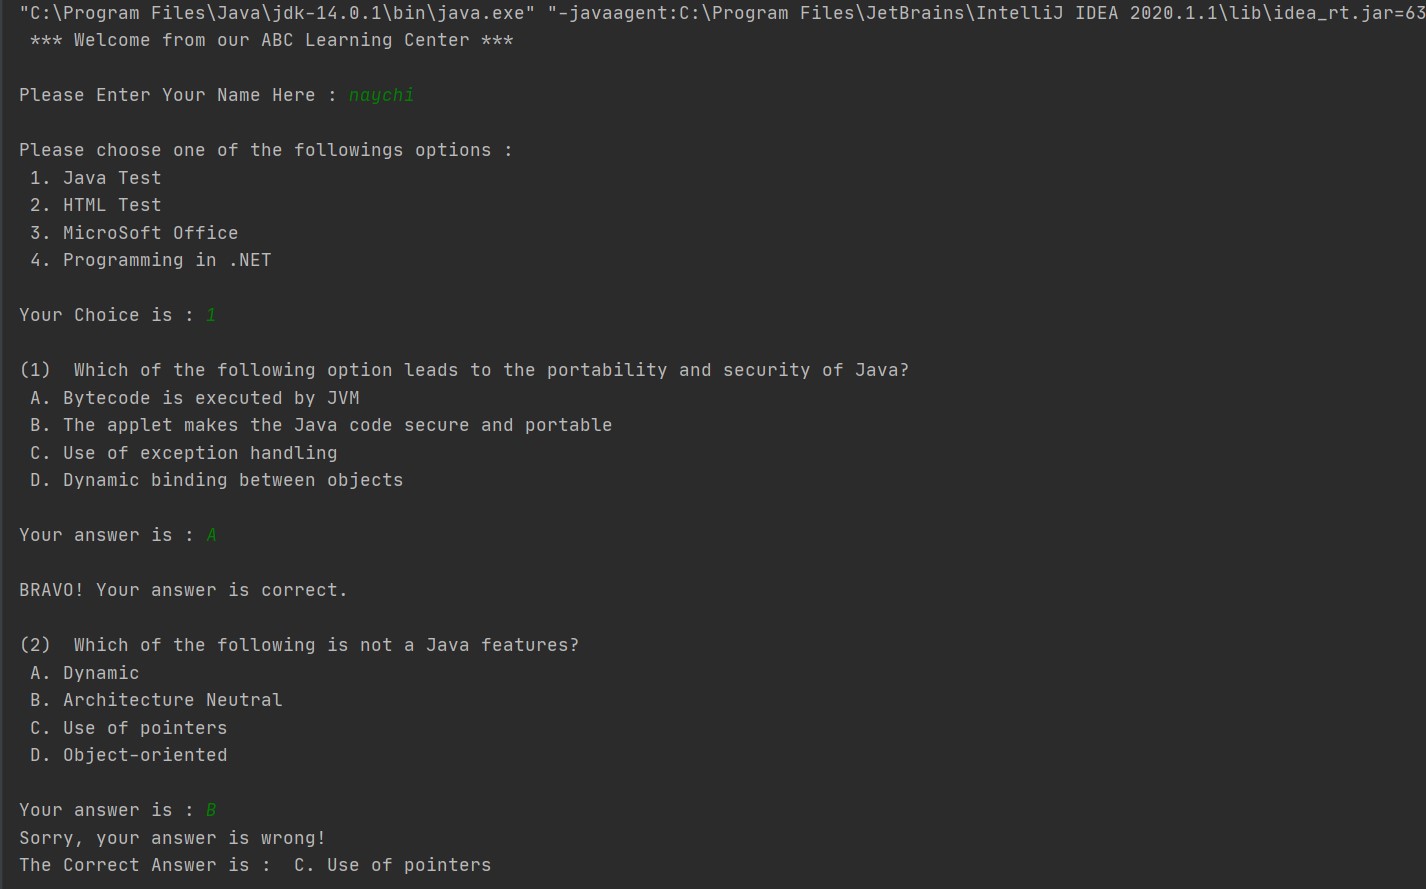 "C:\Program Files\Java\jdk-14.0.1\bin\java.exe" "-javaagent:C:\Program Files\JetBrains\IntelliJ IDEA 2020.1.1\lib\idea_rt.jar=63
*** Welcome from our ABC Learning Center ***
Please Enter Your Name Here : naychi
Please choose one of the followings options :
1. Java Test
2. HTML Test
3. MicroSoft Office
4. Programming in .NET
Your Choice is : 1
(1)  Which of the following option leads to the portability and security of Java?
A. Bytecode is executed by JVM
B. The applet makes the Java code secure and portable
C. Use of exception handling
D. Dynamic binding between objects
Your answer is : A
BRAVO! Your answer is correct.
(2)  Which of the following is not a Java features?
A. Dynamic
B. Architecture Neutral
C. Use of pointers
D. Object-oriented
Your answer is : B
Sorry, your answer is wrong!
The Correct Answer is :  C. Use of pointers